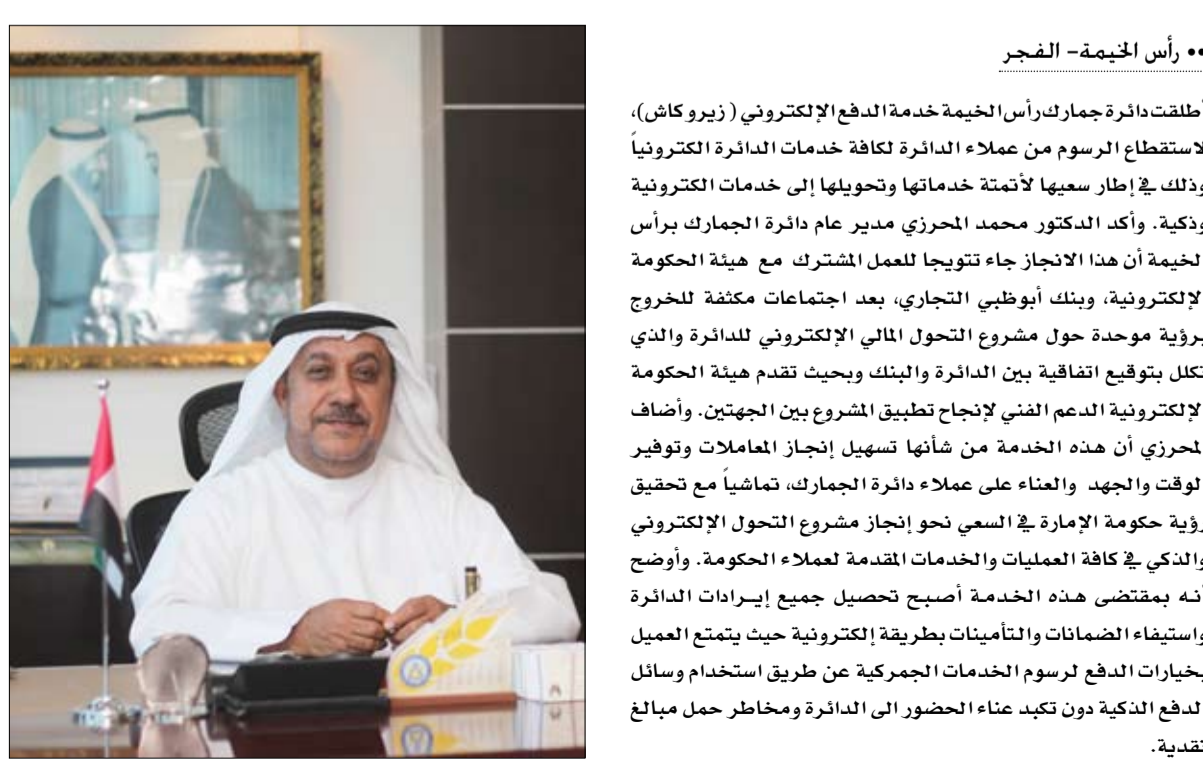 •• رأس الخيمة- الفجر
أطلقت دائرة جمارك رأس الخيمة خدمة الدفع الإلكتروني ( زيرو كاش)،
لاستقطاع الرسوم من عملاء الدائرة لكافة خدمات الدائرة الكترونياً
وذلك في إطار سعيها لأتمتة خدماتها وتحويلها إلى خدمات الكترونية
وذكية. وأكد الدكتور محمد المحرزي مدير عام دائرة الجمارك برأس
لخيمة أن هذا الانجاز جاء تتويجا للعمل المشترك مع هيئة الحكومة
لإلكترونية، وبنك أبوظبي التجاري، بعد اجتماعات مكثفة للخروج
برؤية موحدة حول مشروع التحول المالي الإلكتروني للدائرة والذي
تكلل بتوقيع اتفاقية بين الدائرة والبنك وبحيث تقدم هيئة الحكومة
لإلكترونية الدعم الفني لإنجاح تطبيق المشروع بين الجهتين. وأضاف
لمحرزي أن هذه الخدمة من شأنها تسهيل إنجاز المعاملات وتوفير
لوقت والجهد والعناء على عملاء دائرة الجمارك، تماشياً مع تحقيق
رؤية حكومة الإمارة في السعي نحو إنجاز مشروع التحول الإلكتروني
والذكي في كافة العمليات والخدمات المقدمة لعملاء الحكومة. وأوضح
أنه بمقتضى هذه الخدمة أصبح تحصيل جميع إيرادات الدائرة
واستيفاء الضمانات والتأمينات بطريقة إلكترونية حيث يتمتع العميل
بخيارات الدفع لرسوم الخدمات الجمركية عن طريق استخدام وسائل
لدفع الذكية دون تكبد عناء الحضور الى الدائرة ومخاطر حمل مبالغ
نقدية.